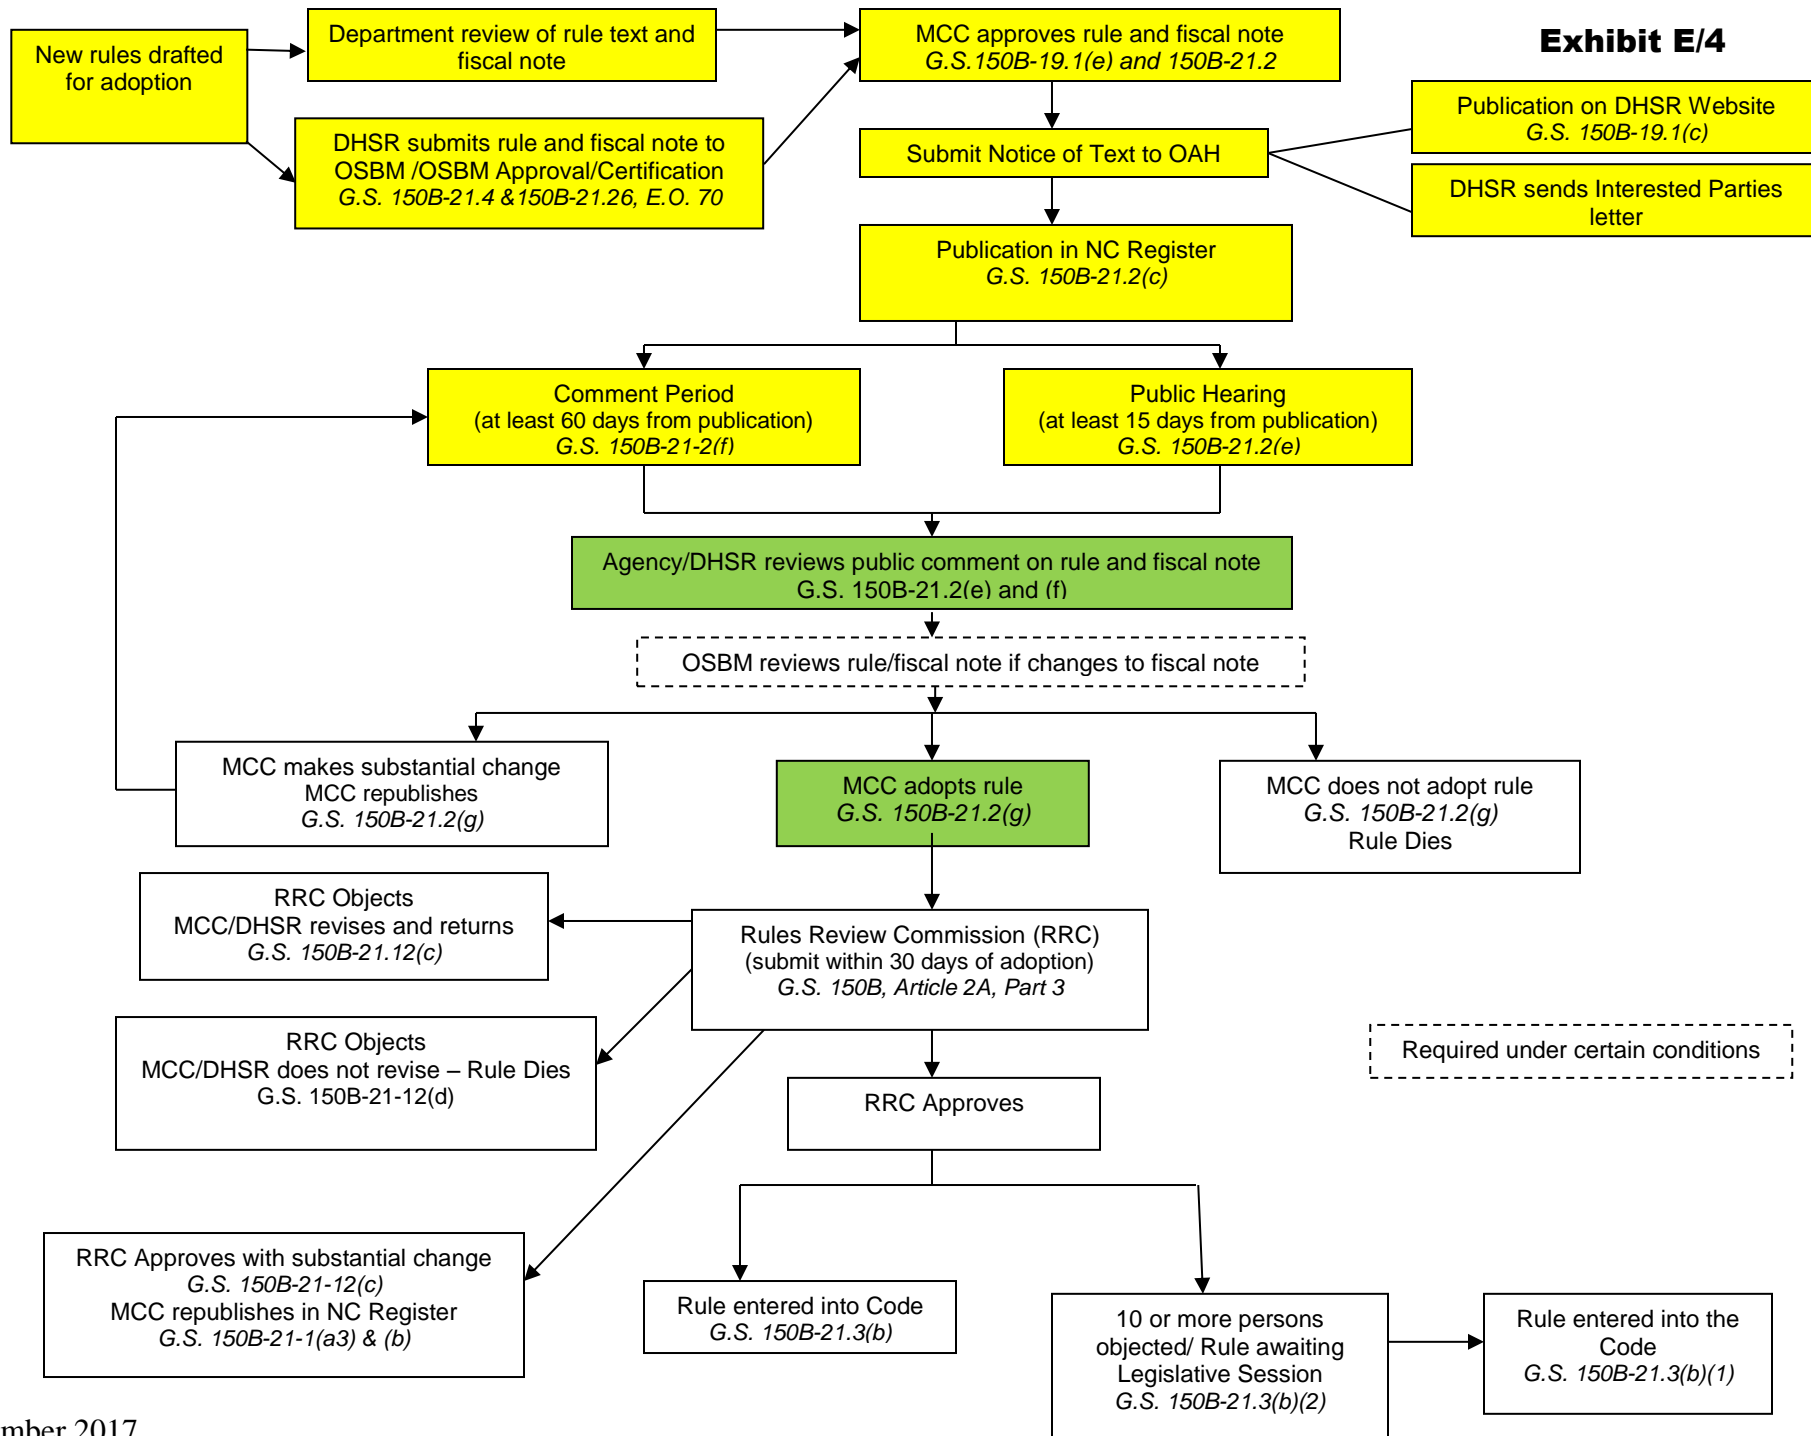 Exhibit E/4
New rules drafted
for adoption
Department review of rule text and
fiscal note
MCC approves rule and fiscal note
G.S.150B-19.1(e) and 150B-21.2
DHSR submits rule and fiscal note to
OSBM /OSBM Approval/Certification
G.S. 150B-21.4 &150B-21.26, E.O. 70
Submit Notice of Text to OAH
Publication on DHSR Website
G.S. 150B-19.1(c)
DHSR sends Interested Parties
letter
Publication in NC Register
G.S. 150B-21.2(c)
Comment Period
(at least 60 days from publication)
G.S. 150B-21-2(f)
Public Hearing
(at least 15 days from publication)
G.S. 150B-21.2(e)
Agency/DHSR reviews public comment on rule and fiscal note
G.S. 150B-21.2(e) and (f)
OSBM reviews rule/fiscal note if changes to fiscal note
MCC makes substantial change
MCC republishes
G.S. 150B-21.2(g)
MCC adopts rule
G.S. 150B-21.2(g)
MCC does not adopt rule
G.S. 150B-21.2(g)
Rule Dies
RRC Objects
MCC/DHSR revises and returns
G.S. 150B-21.12(c)
Rules Review Commission (RRC)
(submit within 30 days of adoption)
G.S. 150B, Article 2A, Part 3
RRC Objects
MCC/DHSR does not revise – Rule Dies
G.S. 150B-21-12(d)
Required under certain conditions
RRC Approves
RRC Approves with substantial change
G.S. 150B-21-12(c)
MCC republishes in NC Register
G.S. 150B-21-1(a3) & (b)
Rule entered into Code
G.S. 150B-21.3(b)
10 or more persons
objected/ Rule awaiting
Legislative Session
G.S. 150B-21.3(b)(2)
Rule entered into the
Code
G.S. 150B-21.3(b)(1)
mber 2017